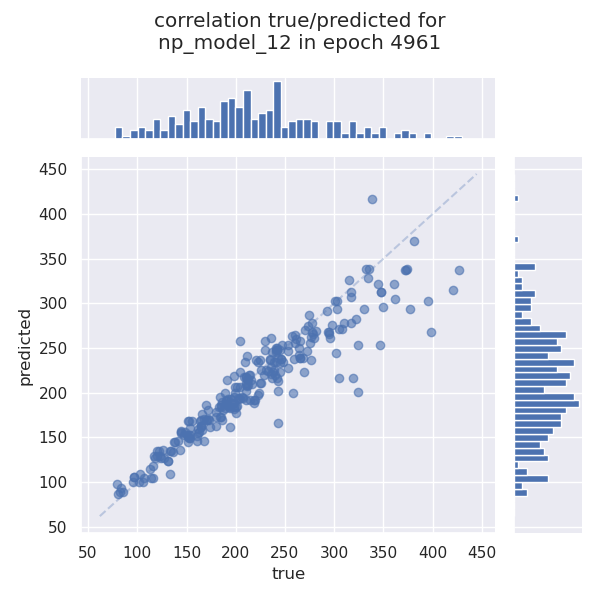 correlation true/predicted for
np_model_12 in epoch 4961
450
400
350
300
250
200
150
100
50
predicted
50 100 150 200 250 300 350 400 450
true